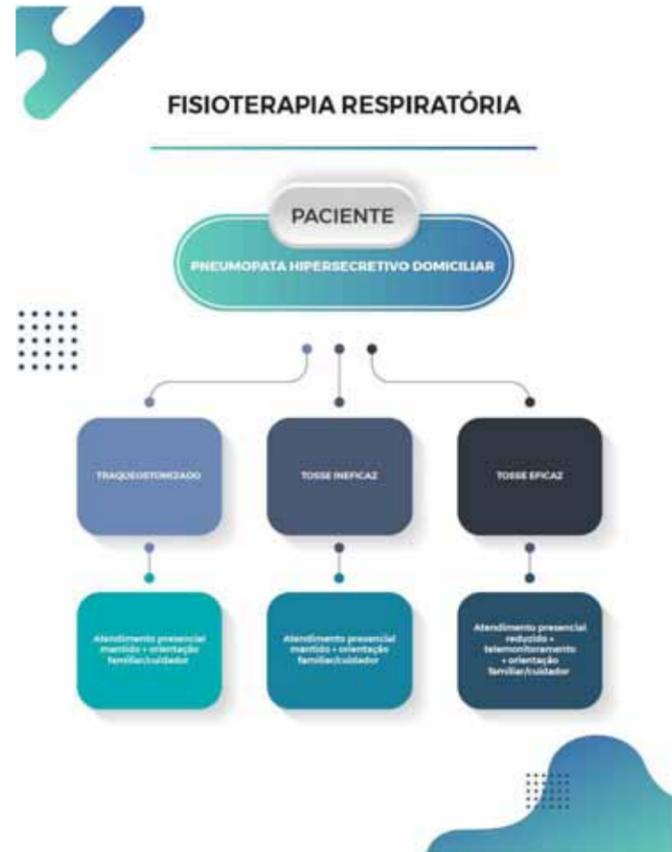 FISIOTERAPIA RESPIRATÓRIA
PACIENTE
PNEUMOPATA HIPERSECRETIVO DOMICILIAR
TRAQUEOSTOMIZADO
TOSSE INEFICAZ
TOSSE EFICAZ
Atendimento presencial
mantido + orientação
familiar/cuidador
Atendimento presencial
mantido + orientação
familiar/cuidador
Atendimento presencial
reduzido +
telemonitoramento
+ orientação
familiar/cuidador